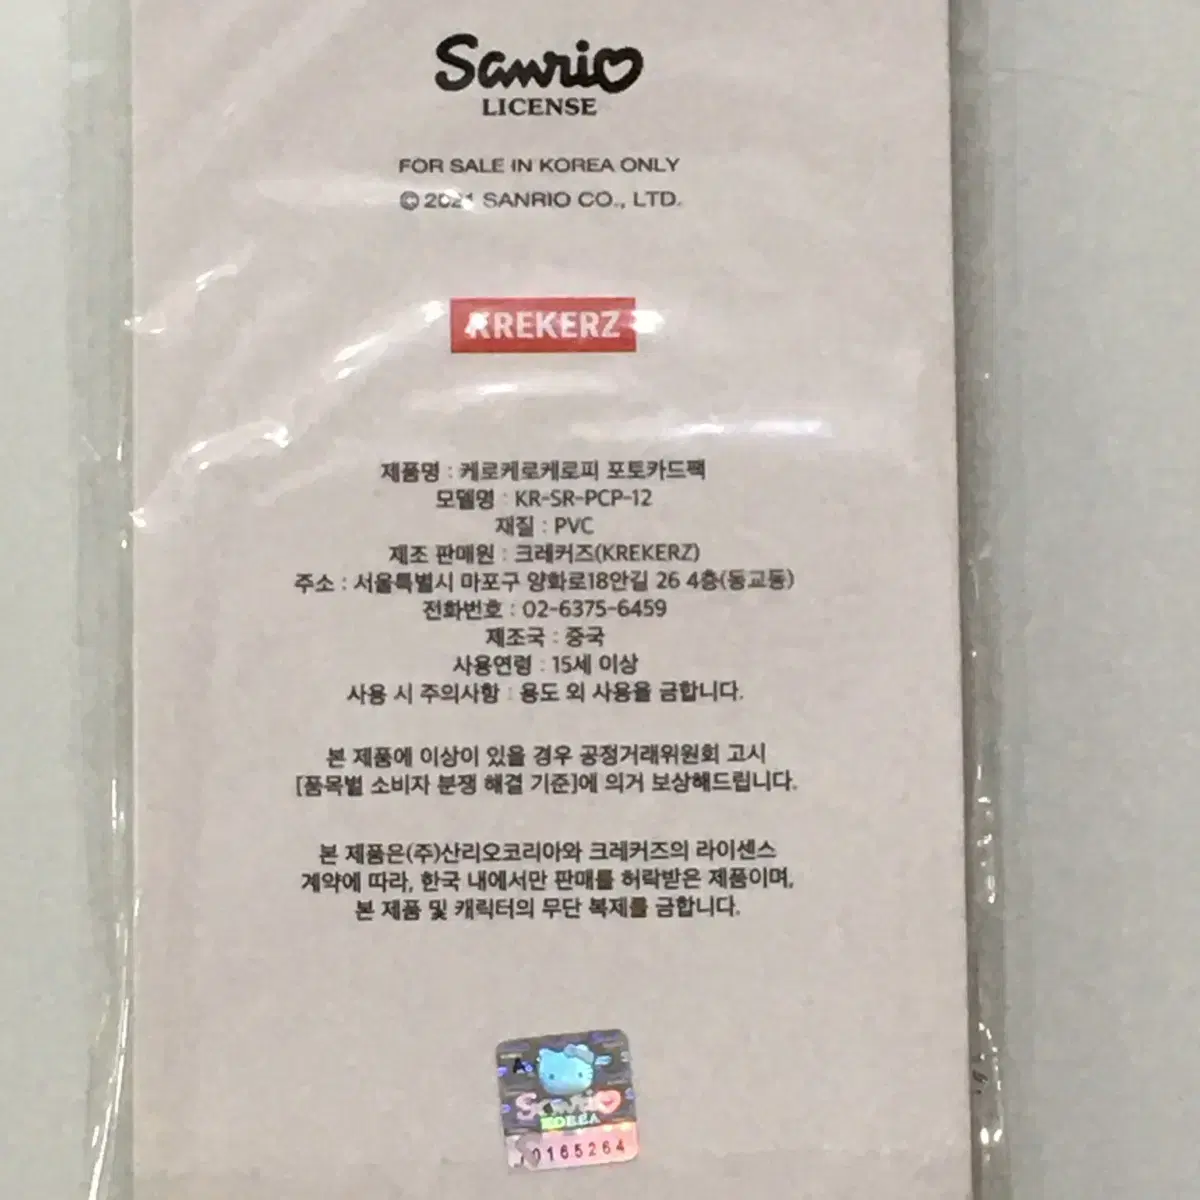 Sanrio
LICENSE
FOR SALE IN KOREA ONLY
© 2021 SANRIO CO., LTD.
KREKERZ
제품명 : 케로케로케로피 포토카드팩
모델명 : KR-SR-PCP-12
재질 : PVC
제조 판매원 : 크레커즈(KREKERZ)
주소 : 서울특별시 마포구 양화로18안길 26 4층(동교동)
전화번호 : 02-6375-6459
제조국 : 중국
사용연령 : 15세 이상
사용 시 주의사항 : 용도 외 사용을 금합니다.
본 제품에 이상이 있을 경우 공정거래위원회 고시
[품목별 소비자 분쟁 해결 기준]에 의거 보상해드립니다.
본 제품은(주)산리오코리아와 크레커즈의 라이센스
계약에 따라, 한국 내에서만 판매를 허락받은 제품이며,
본 제품 및 캐릭터의 무단 복제를 금합니다.
Sanrio
KOREA